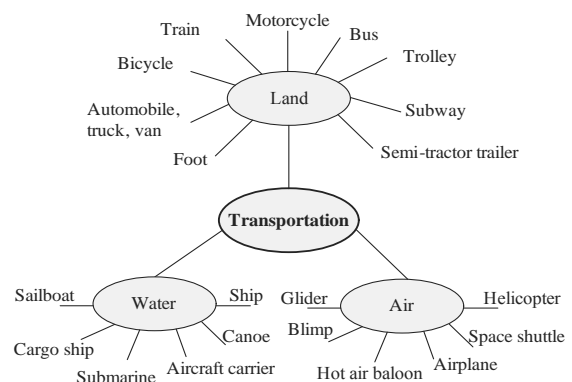 Motorcycle
Train
Bus
Trolley
Bicycle
Land
Automobile,
truck, van
Subway
Foot
Semi-tractor trailer
Transportation
Sailboat
Water
Ship
Glider
Air
Helicopter
Cargo ship
Canoe
Blimp
Space shuttle
Submarine
Aircraft carrier
Hot air baloon
Airplane